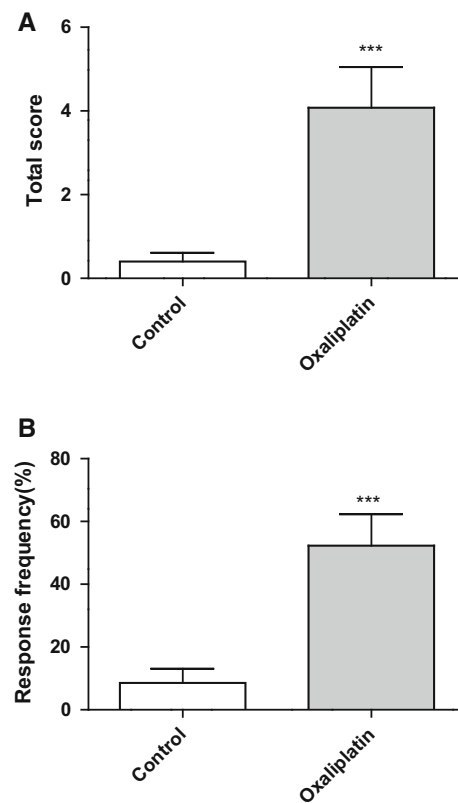 A
Total score
6
4
2
0
***
Control
Oxaliplatin
B
Response frequency(%)
80
60
40
20
0
***
Control
Oxaliplatin